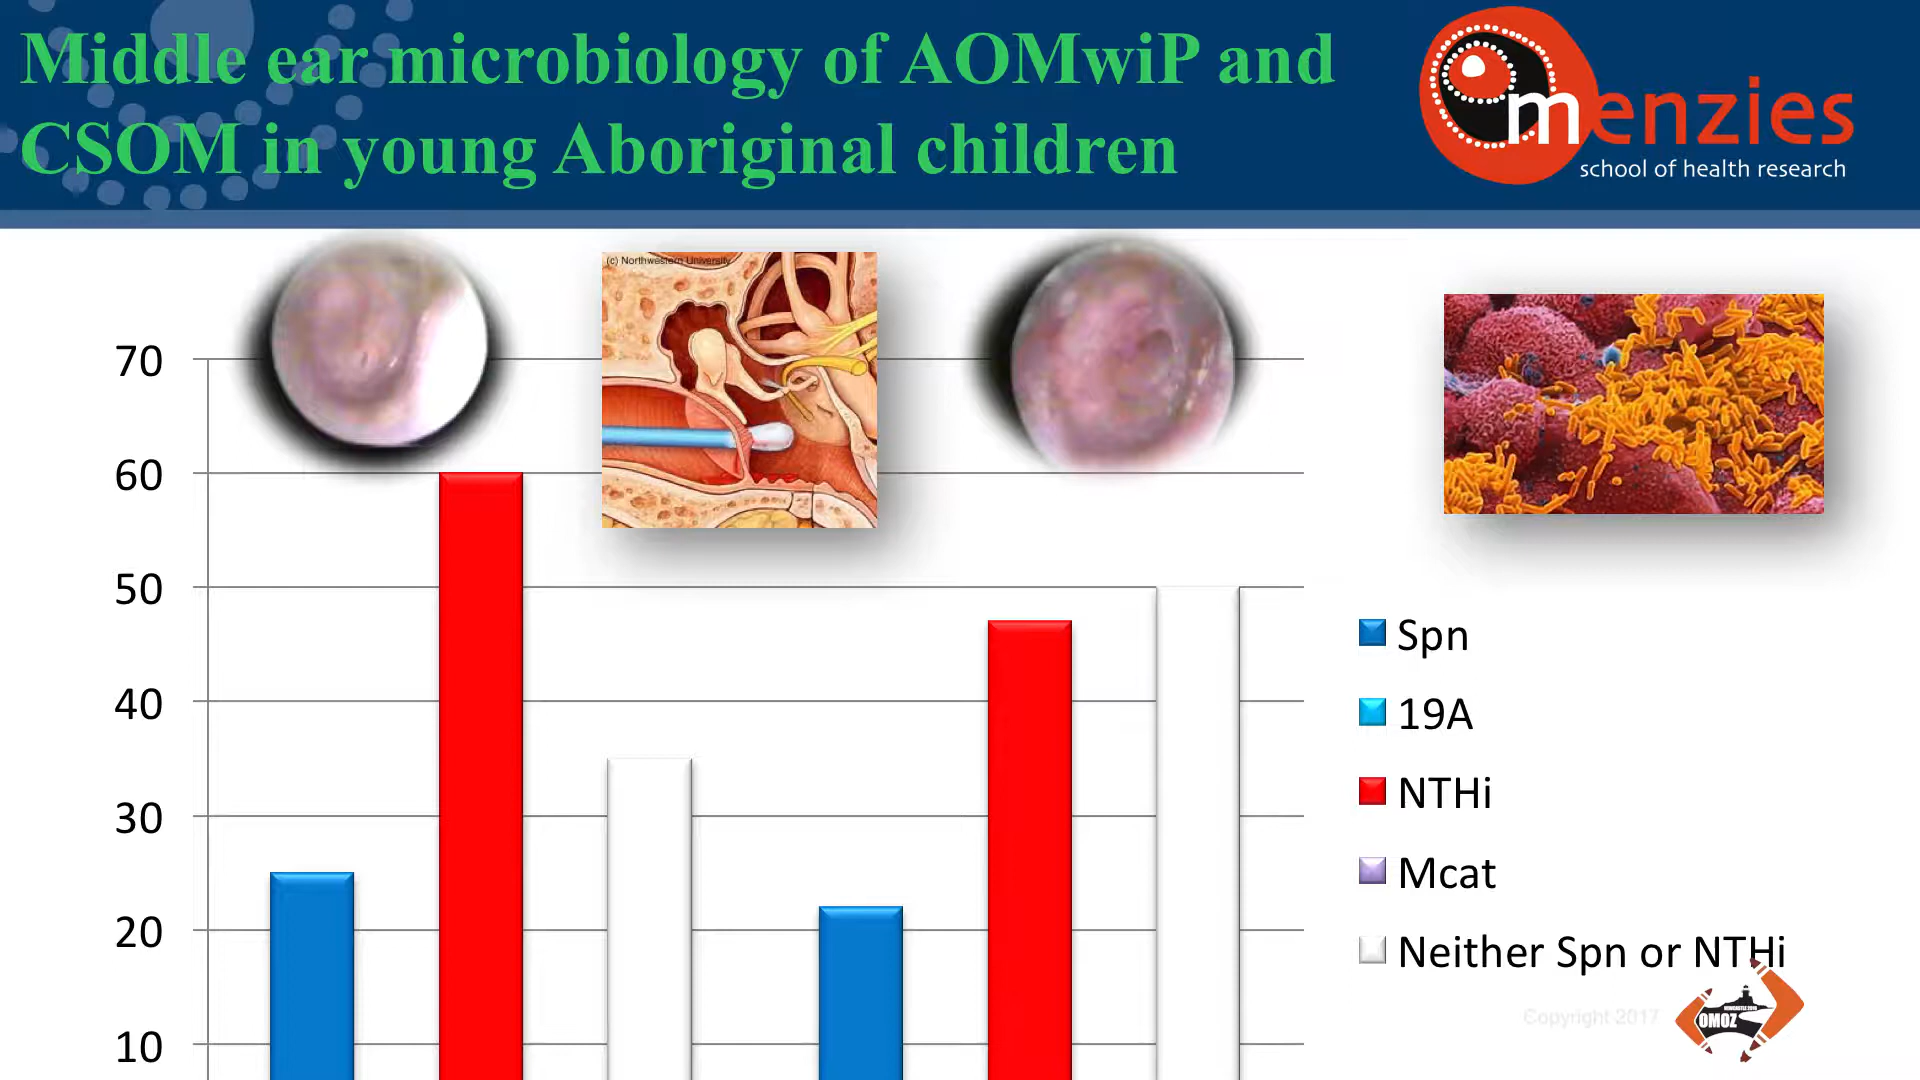 Middle ear microbiology of AOMwiP and
CSOM in young Aboriginal children
menzies
school of health research
(c) Northwestern University
70
60
50
40
30
20
10
Spn
19A
NTHi
Mcat
Neither Spn or NTHi
Copyright 2017
OMOZ